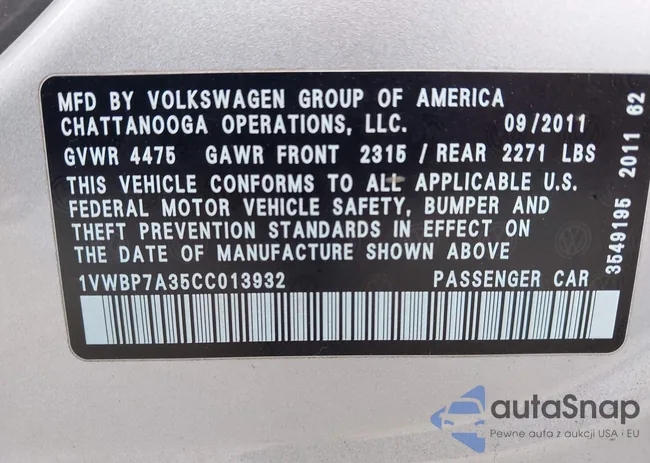 MFD BY VOLKSWAGEN GROUP OF AMERICA
CHATTANOOGA OPERATIONS, LLC. 09/2011
GVWR 4475 GAWR FRONT 2315 / REAR 2271 LBS
THIS VEHICLE CONFORMS TO ALL APPLICABLE U.S.
FEDERAL MOTOR VEHICLE SAFETY, BUMPER AND
THEFT PREVENTION STANDARDS IN EFFECT ON
THE DATE OF MANUFACTURE SHOWN ABOVE
1VWBP7A35CC013932 PASSENGER CAR
3549195 2011 62
autaSnap
Pewne auta z aukcji USA i EU